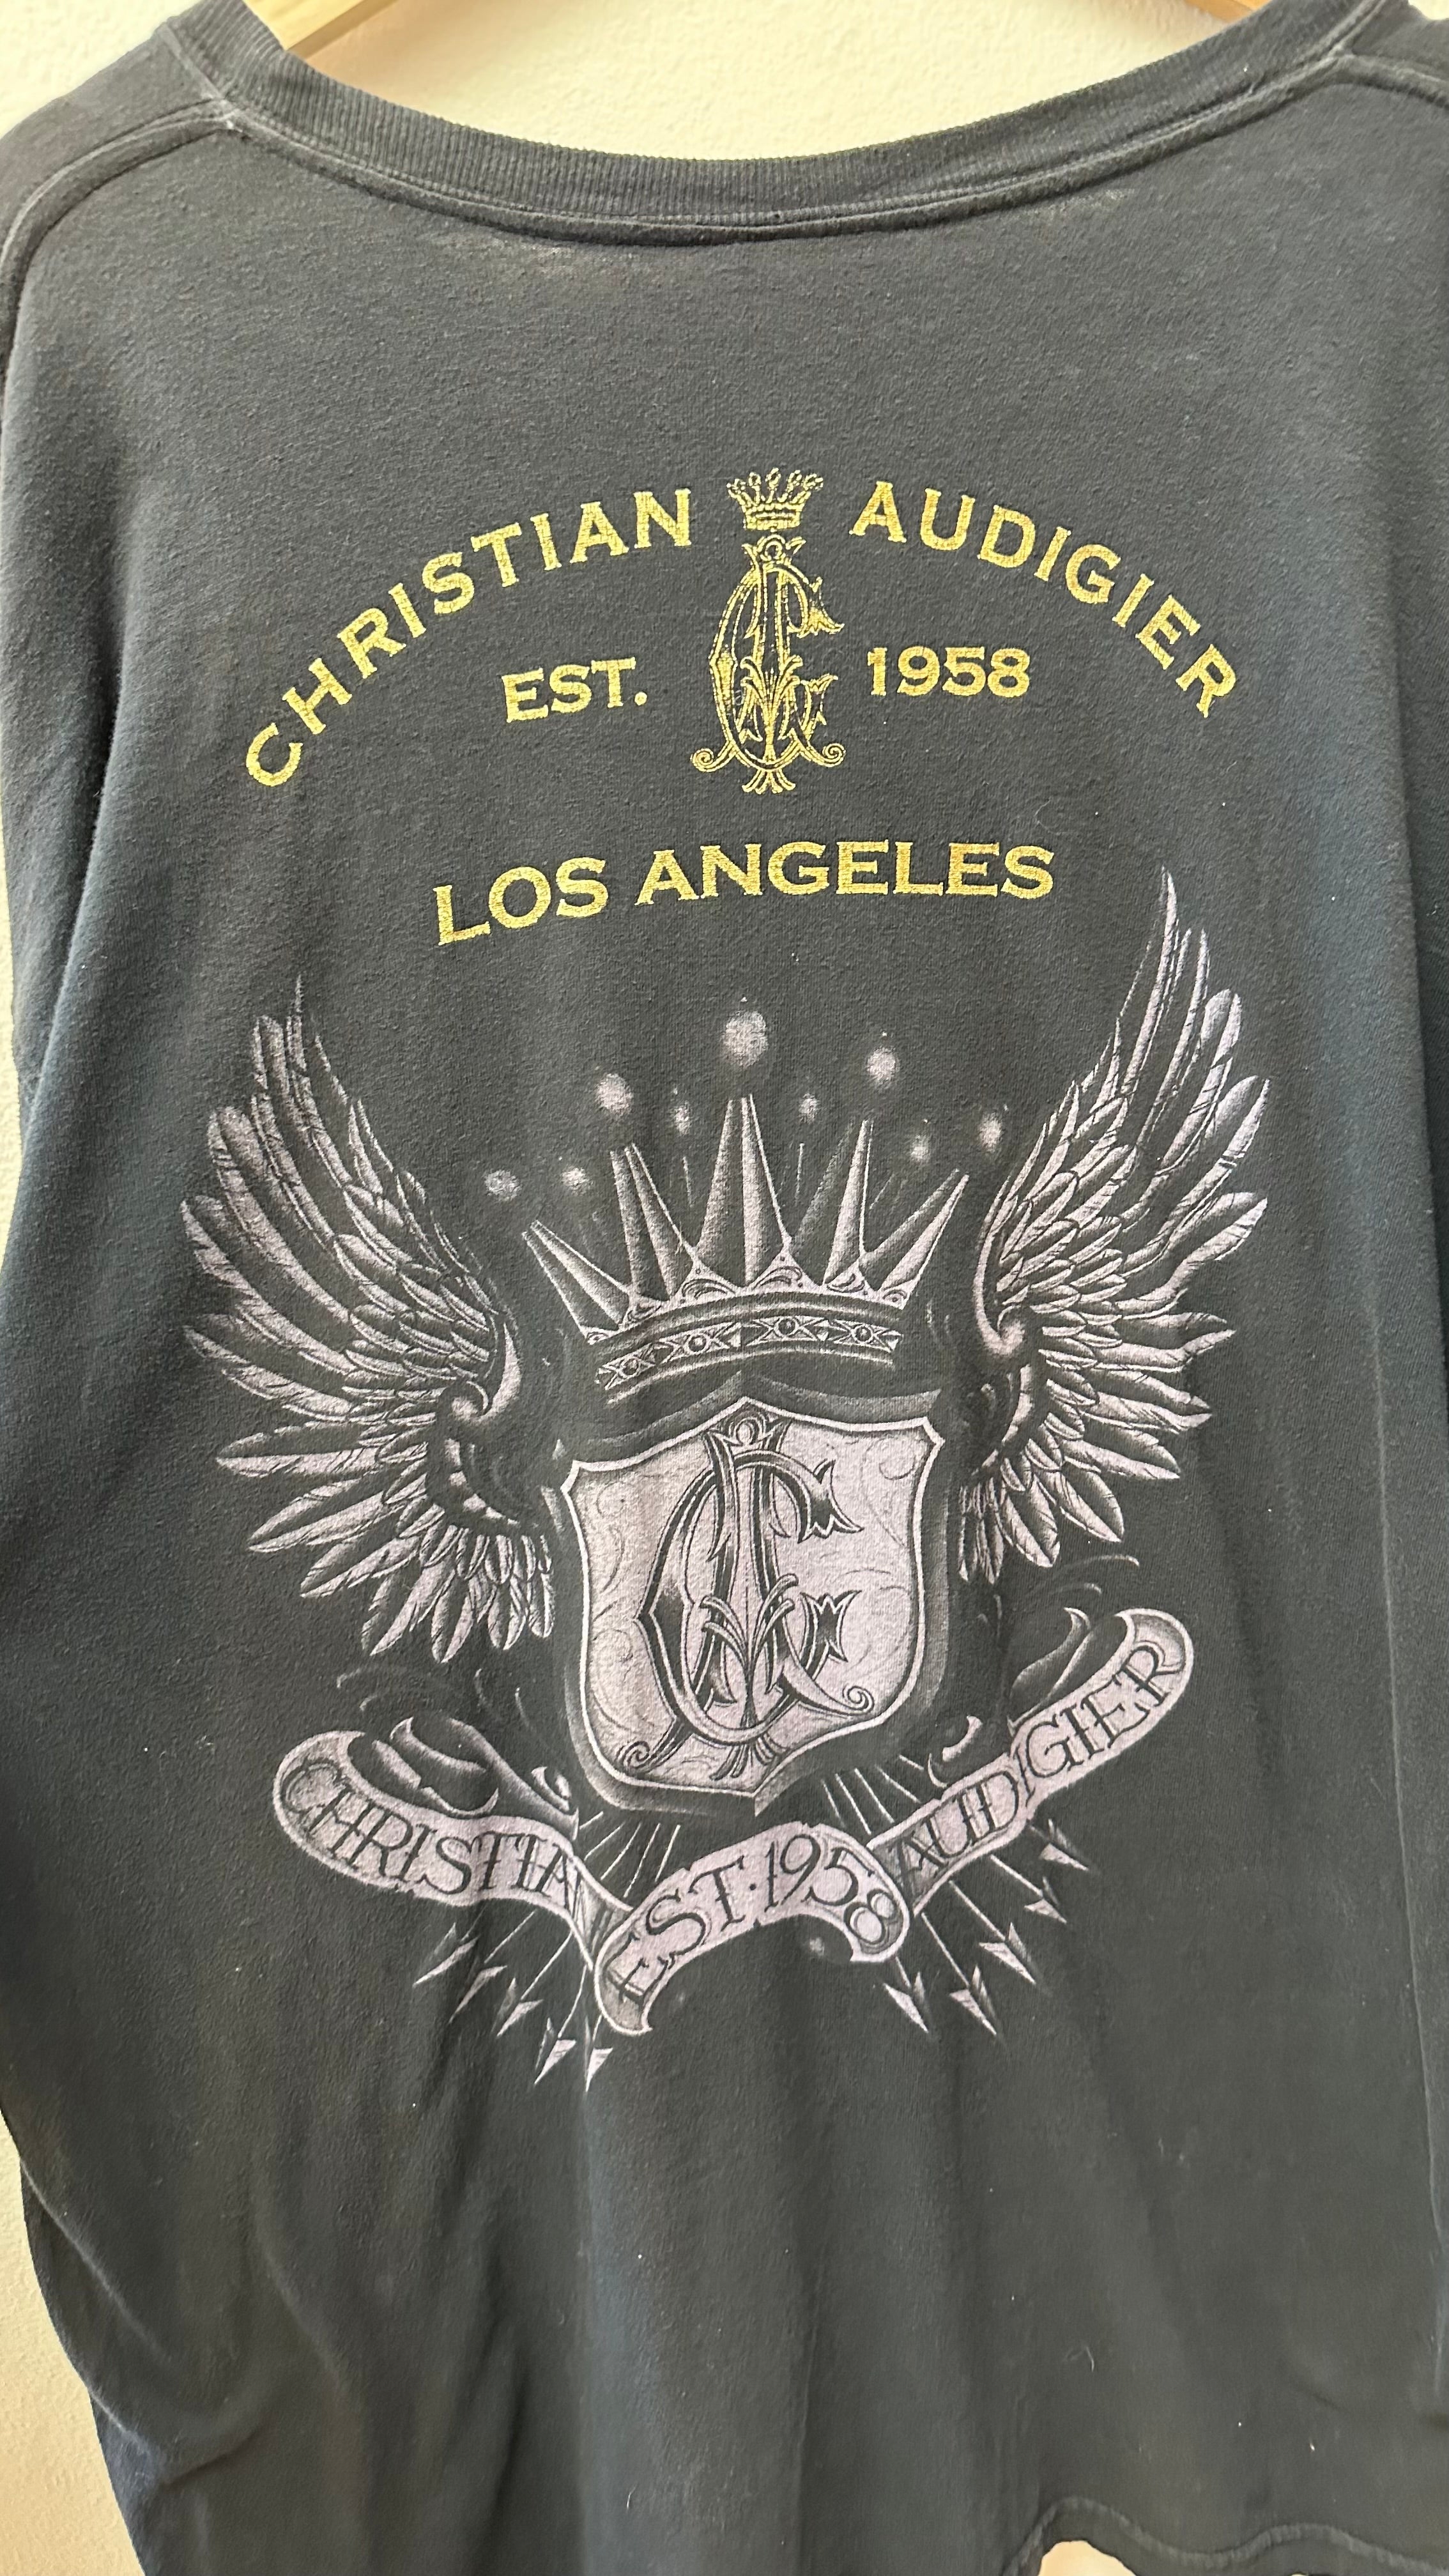 CHRISTIAN AUDIGIER
EST. 1958
LOS ANGELES
CHRISTIAN EST·1958 AUDIGIER